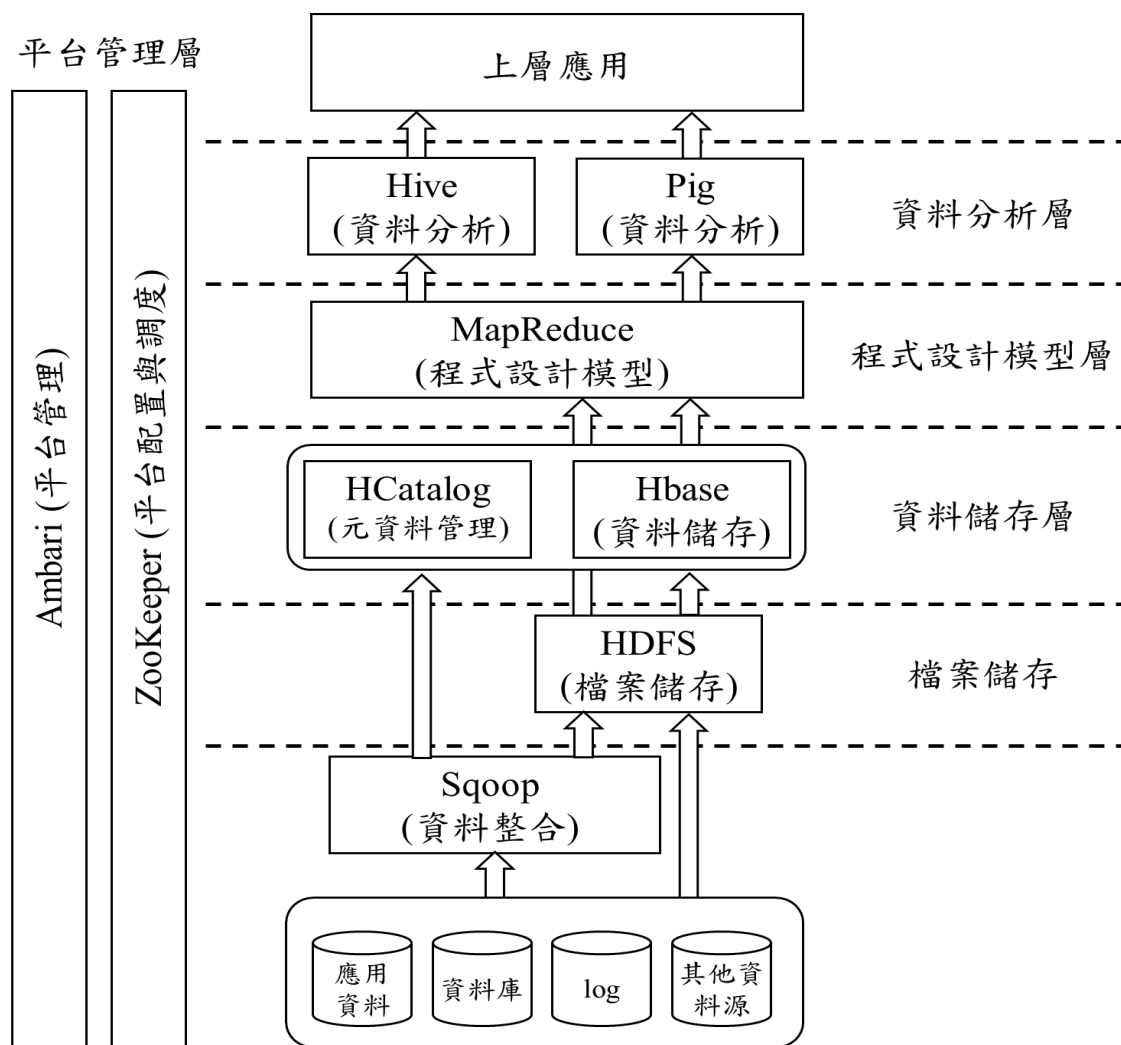 平台管理層
上層應用
Ambari (平台管理)
ZooKeeper (平台配置與調度)
Hive
(資料分析)
Pig
(資料分析)
資料分析層
MapReduce
(程式設計模型)
程式設計模型層
HCatalog
(元資料管理)
Hbase
(資料儲存)
資料儲存層
HDFS
(檔案儲存)
檔案儲存
Sqoop
(資料整合)
應用
資料
資料庫
log
其他資
料源